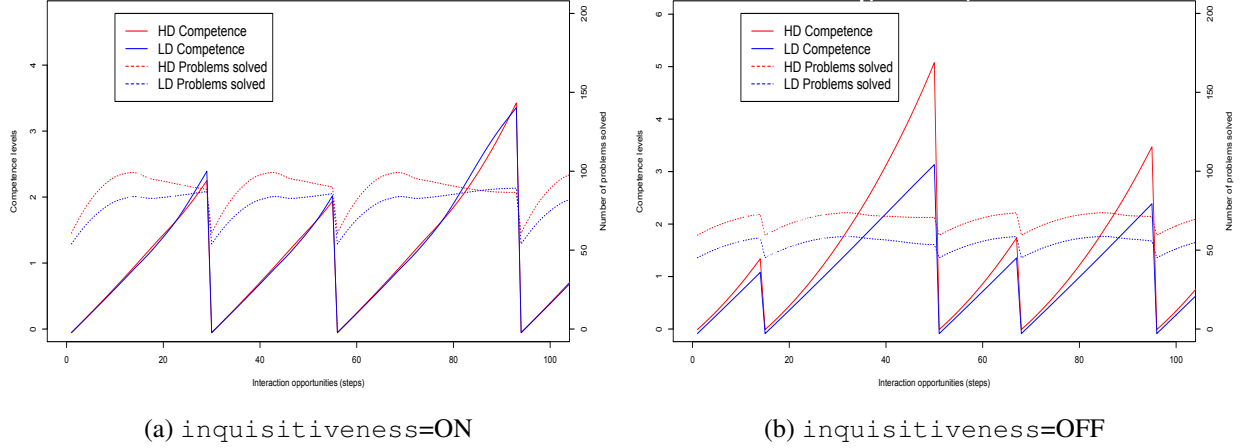 HD Competence
LD Competence
HD Problems solved
LD Problems solved
Competence levels
0
1
2
3
4
Number of problems solved
0
50
100
150
200
0
20
40
60
80
100
Interaction opportunities (steps)
(a) inquisitiveness=ON
HD Competence
LD Competence
HD Problems solved
LD Problems solved
Competence levels
0
1
2
3
4
5
6
Number of problems solved
0
50
100
150
200
0
20
40
60
80
100
Interaction opportunities (steps)
(b) inquisitiveness=OFF